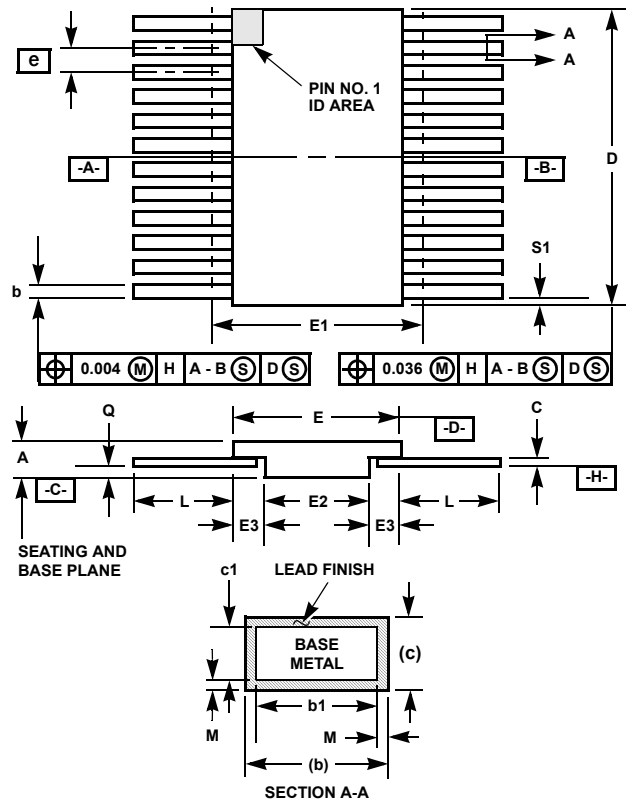 e
A
A
PIN NO. 1
ID AREA
-A-
-B-
D
S1
b
E1
0.004 M H A - B S D S
0.036 M H A - B S D S
Q
E
-D-
C
A
-C-
-H-
L
E2
L
E3
E3
SEATING AND
BASE PLANE
c1
LEAD FINISH
BASE
METAL
(c)
M
b1
M
(b)
SECTION A-A